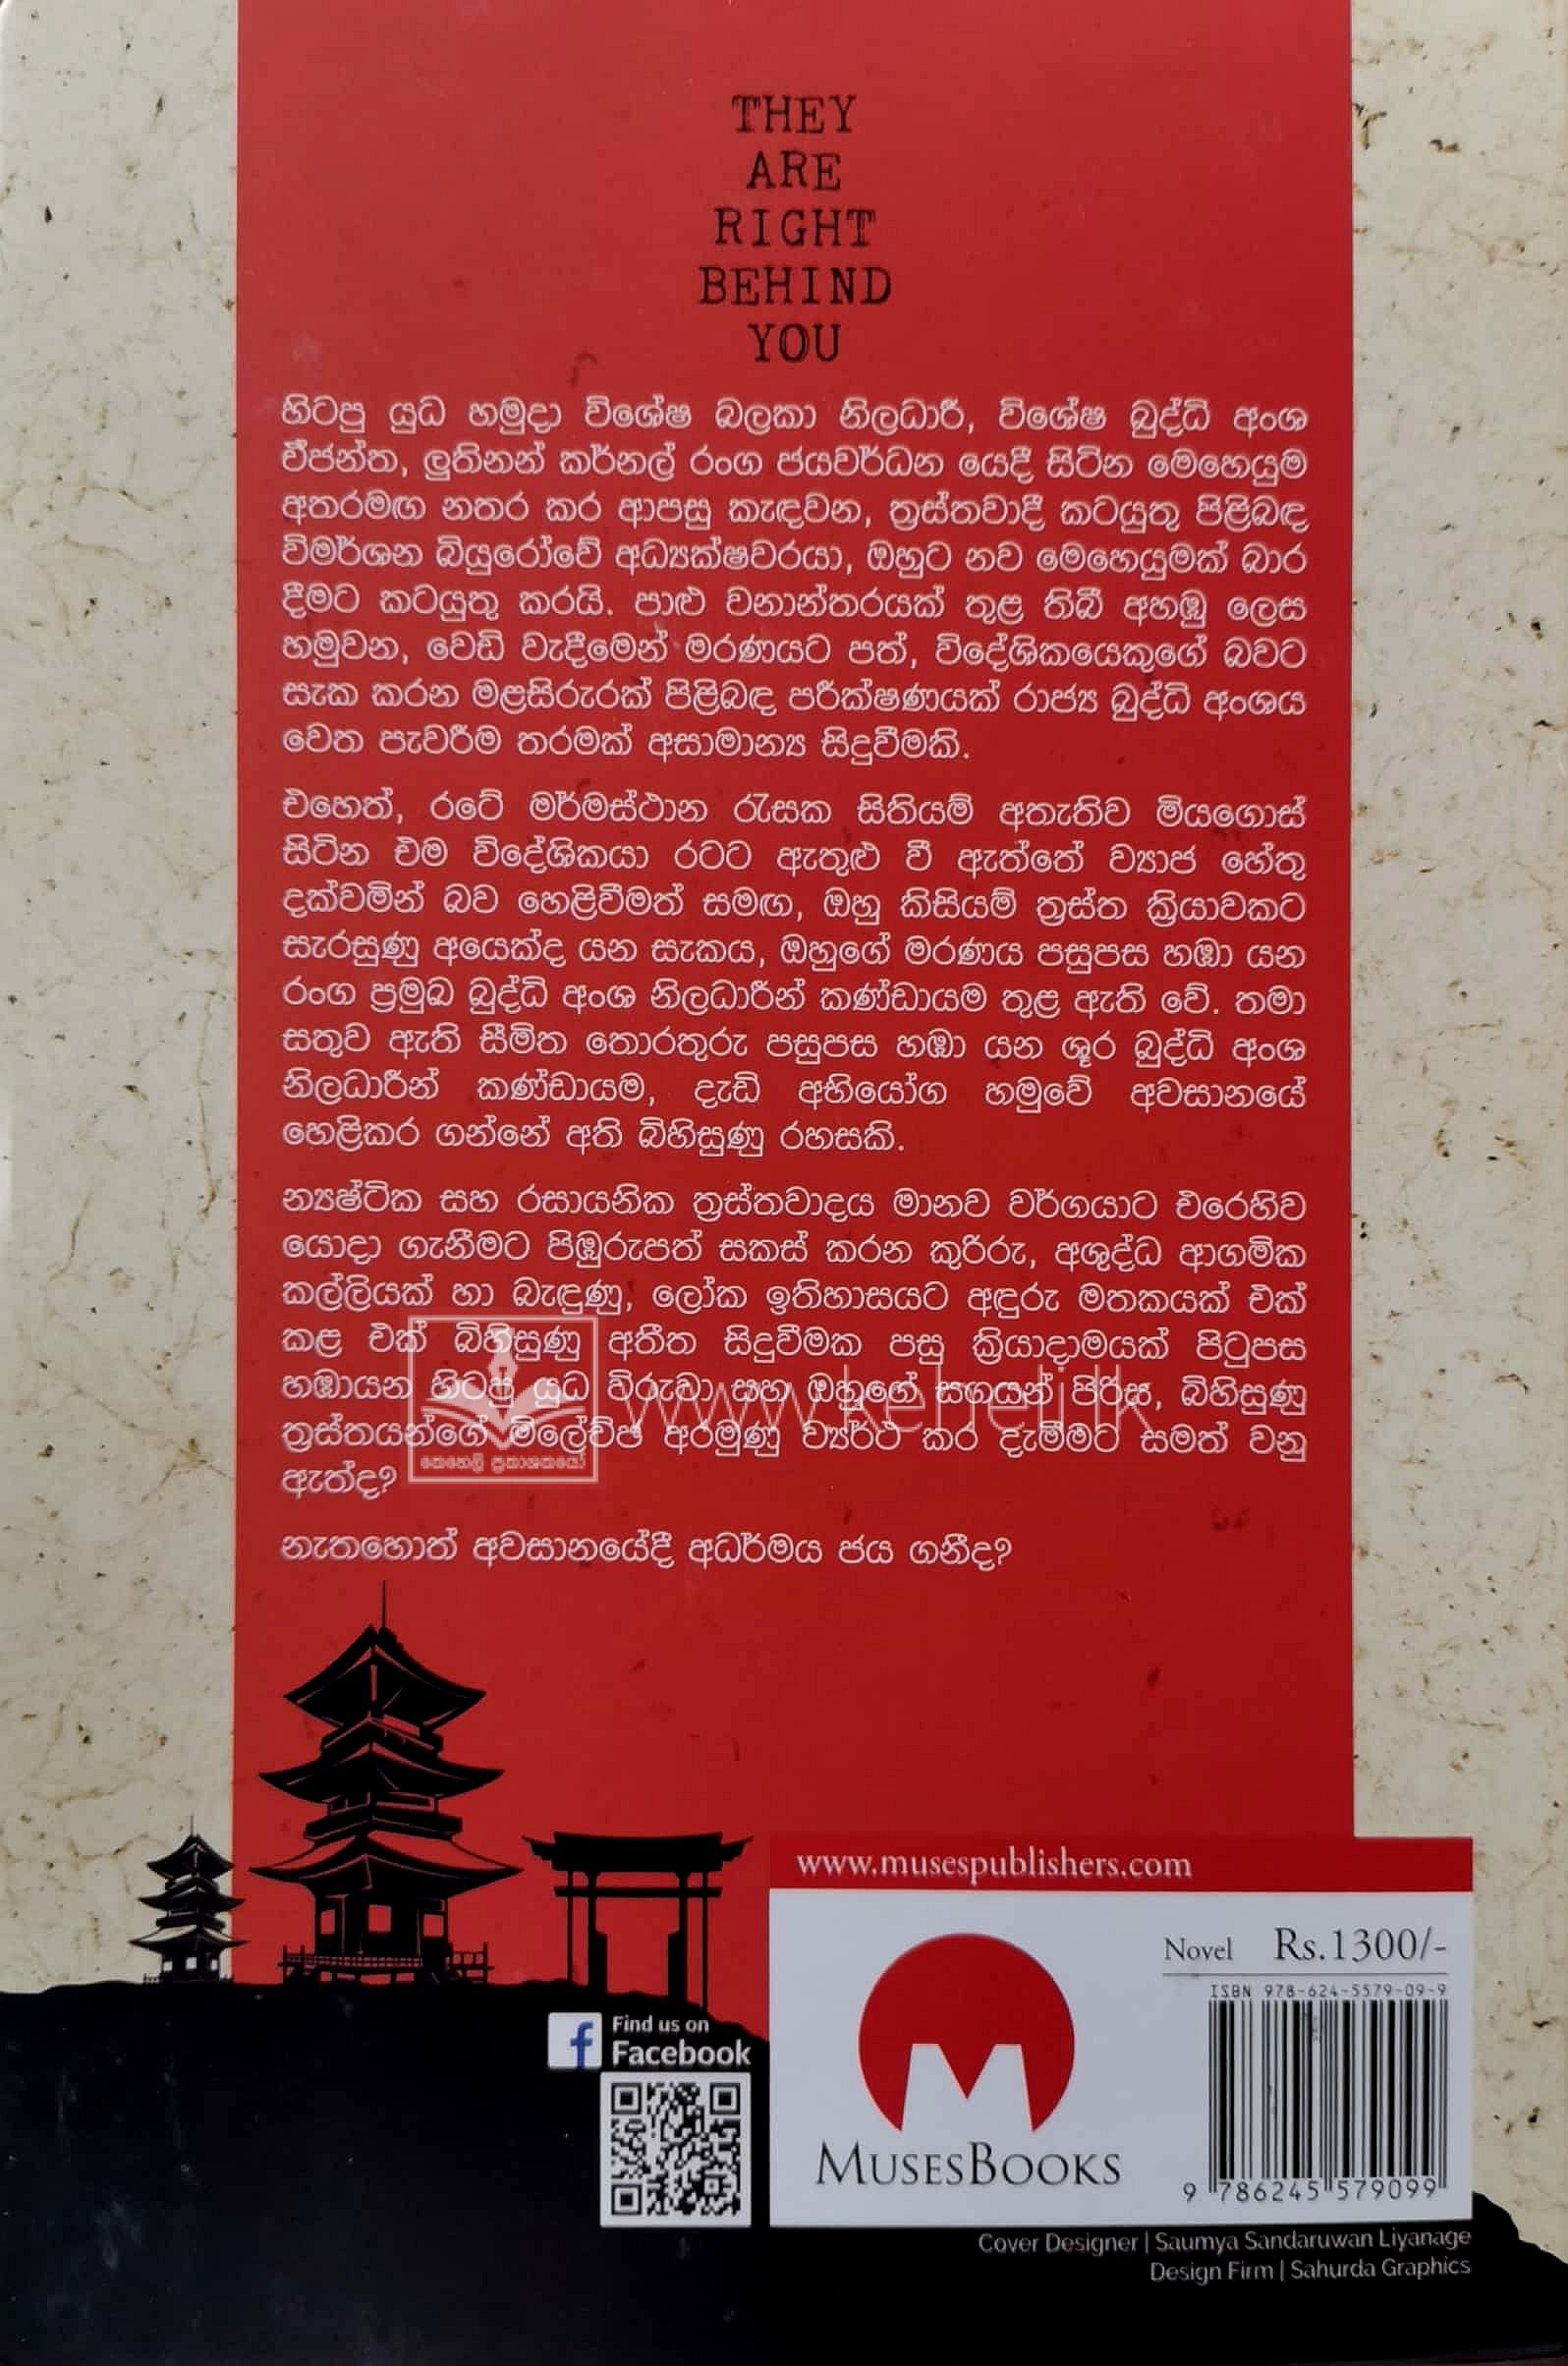 THEY
ARE
RIGHT
BEHIND
YOU
හිටපු යුධ හමුදා විශේෂ බලකා නිලධාරී, විශේෂ බුද්ධි අංශ
ඒජන්ත, ලුතිනන් කර්නල් රංග ජයවර්ධන යෙදී සිටින මෙහෙයුම
අතරමඟ නතර කර ආපසු කැඳවන, ත්‍රස්තවාදී කටයුතු පිළිබඳ
විමර්ශන බියුරෝවේ අධ්‍යක්ෂවරයා, ඔහුට නව මෙහෙයුමක් බාර
දීමට කටයුතු කරයි. පාළු වනාන්තරයක් තුළ තිබී අහඹු ලෙස
හමුවන, වෙඩි වැදීමෙන් මරණයට පත්, විදේශිකයෙකුගේ බවට
සැක කරන මළසිරුරක් පිළිබඳ පරීක්ෂණයක් රාජ්‍ය බුද්ධි අංශය
වෙත පැවරීම තරමක් අසාමාන්‍ය සිදුවීමකි.
එහෙත්, රටේ මර්මස්ථාන රැසක සිතියම් අතැතිව මියගොස්
සිටින එම විදේශිකයා රටට ඇතුළු වී ඇත්තේ ව්‍යාජ හේතු
දක්වමින් බව හෙළිවීමත් සමඟ, ඔහු කිසියම් ත්‍රස්ත ක්‍රියාවකට
සැරසුණු අයෙක්ද යන සැකය, ඔහුගේ මරණය පසුපස හඹා යන
රංග ප්‍රමුඛ බුද්ධි අංශ නිලධාරීන් කණ්ඩායම තුළ ඇති වේ. තමා
සතුව ඇති සීමිත තොරතුරු පසුපස හඹා යන ශූර බුද්ධි අංශ
නිලධාරීන් කණ්ඩායම, දැඩි අභියෝග හමුවේ අවසානයේ
හෙළිකර ගන්නේ අති බිහිසුණු රහසකි.
න්‍යෂ්ටික සහ රසායනික ත්‍රස්තවාදය මානව වර්ගයාට එරෙහිව
යොදා ගැනීමට පිඹුරුපත් සකස් කරන කුරිරු, අශුද්ධ ආගමික
කල්ලියක් හා බැඳුණු, ලෝක ඉතිහාසයට අඳුරු මතකයක් එක්
කළ එක් බිහිසුණු අතීත සිදුවීමක පසු ක්‍රියාදාමයක් පිටුපස
හඹායන හිටපු යුධ විරුවා සහ ඔහුගේ සගයන් පිරිස, බිහිසුණු
ත්‍රස්තයන්ගේ ම්ලේච්ඡ අරමුණු ව්‍යර්ථ කර දැමීමට සමත් වනු
ඇත්ද?
නැතහොත් අවසානයේදී අධර්මය ජය ගනීද?
www.keheli.lk
කෙහෙලි ප්‍රකාශකයෝ
www.musespublishers.com
Novel Rs.1300/-
ISBN 978-624-5579-09-9
9 786245 579099
MUSESBOOKS
Find us on
Facebook
Cover Designer | Saumya Sandaruwan Liyanage
Design Firm | Sahurda Graphics